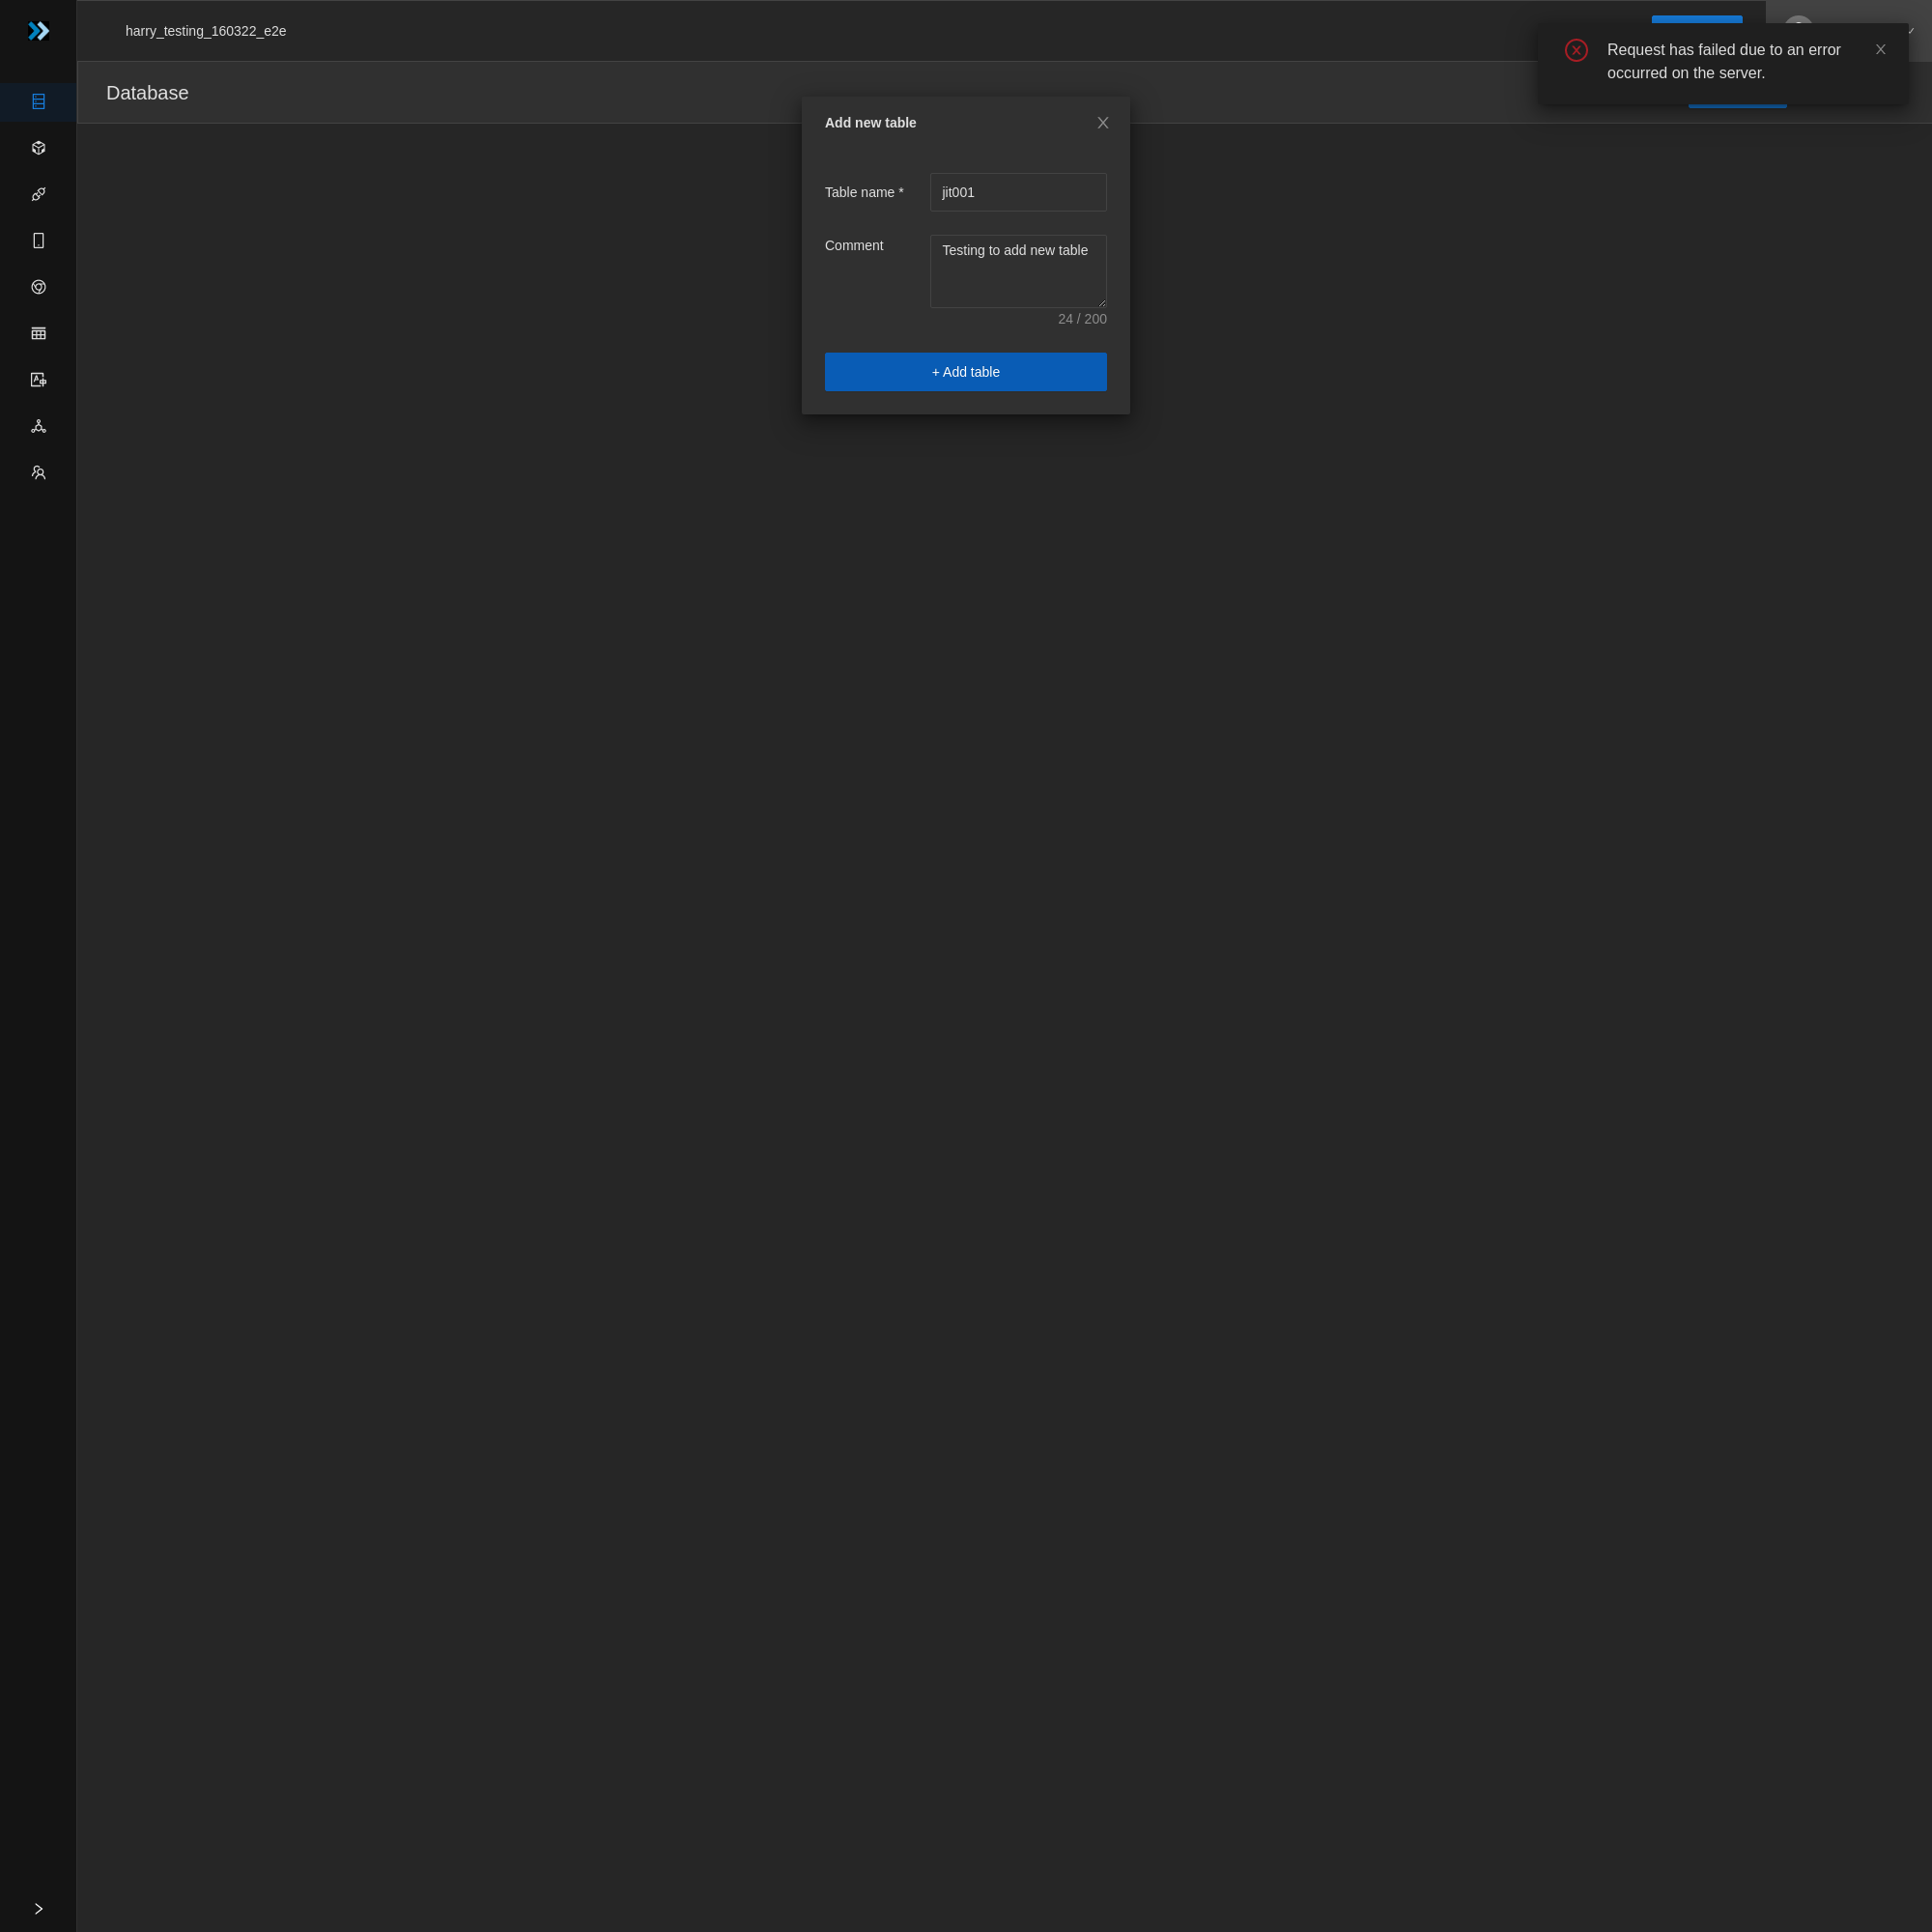 harry_testing_160322_e2e
Request has failed due to an error
occurred on the server.
Database
Add new table
Table name *
jit001
Comment
Testing to add new table
24 / 200
+ Add table